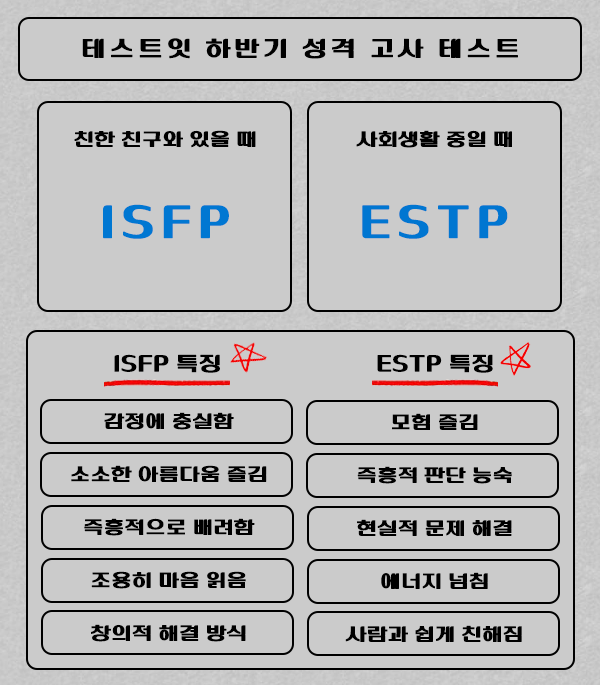 테스트잇 하반기 성격 고사 테스트
친한 친구와 있을 때
ISFP
사회생활 중일 때
ESTP
ISFP 특징
감정에 충실함
소소한 아름다움 즐김
즉흥적으로 배려함
조용히 마음 읽음
창의적 해결 방식
ESTP 특징
모험 즐김
즉흥적 판단 능숙
현실적 문제 해결
에너지 넘침
사람과 쉽게 친해짐